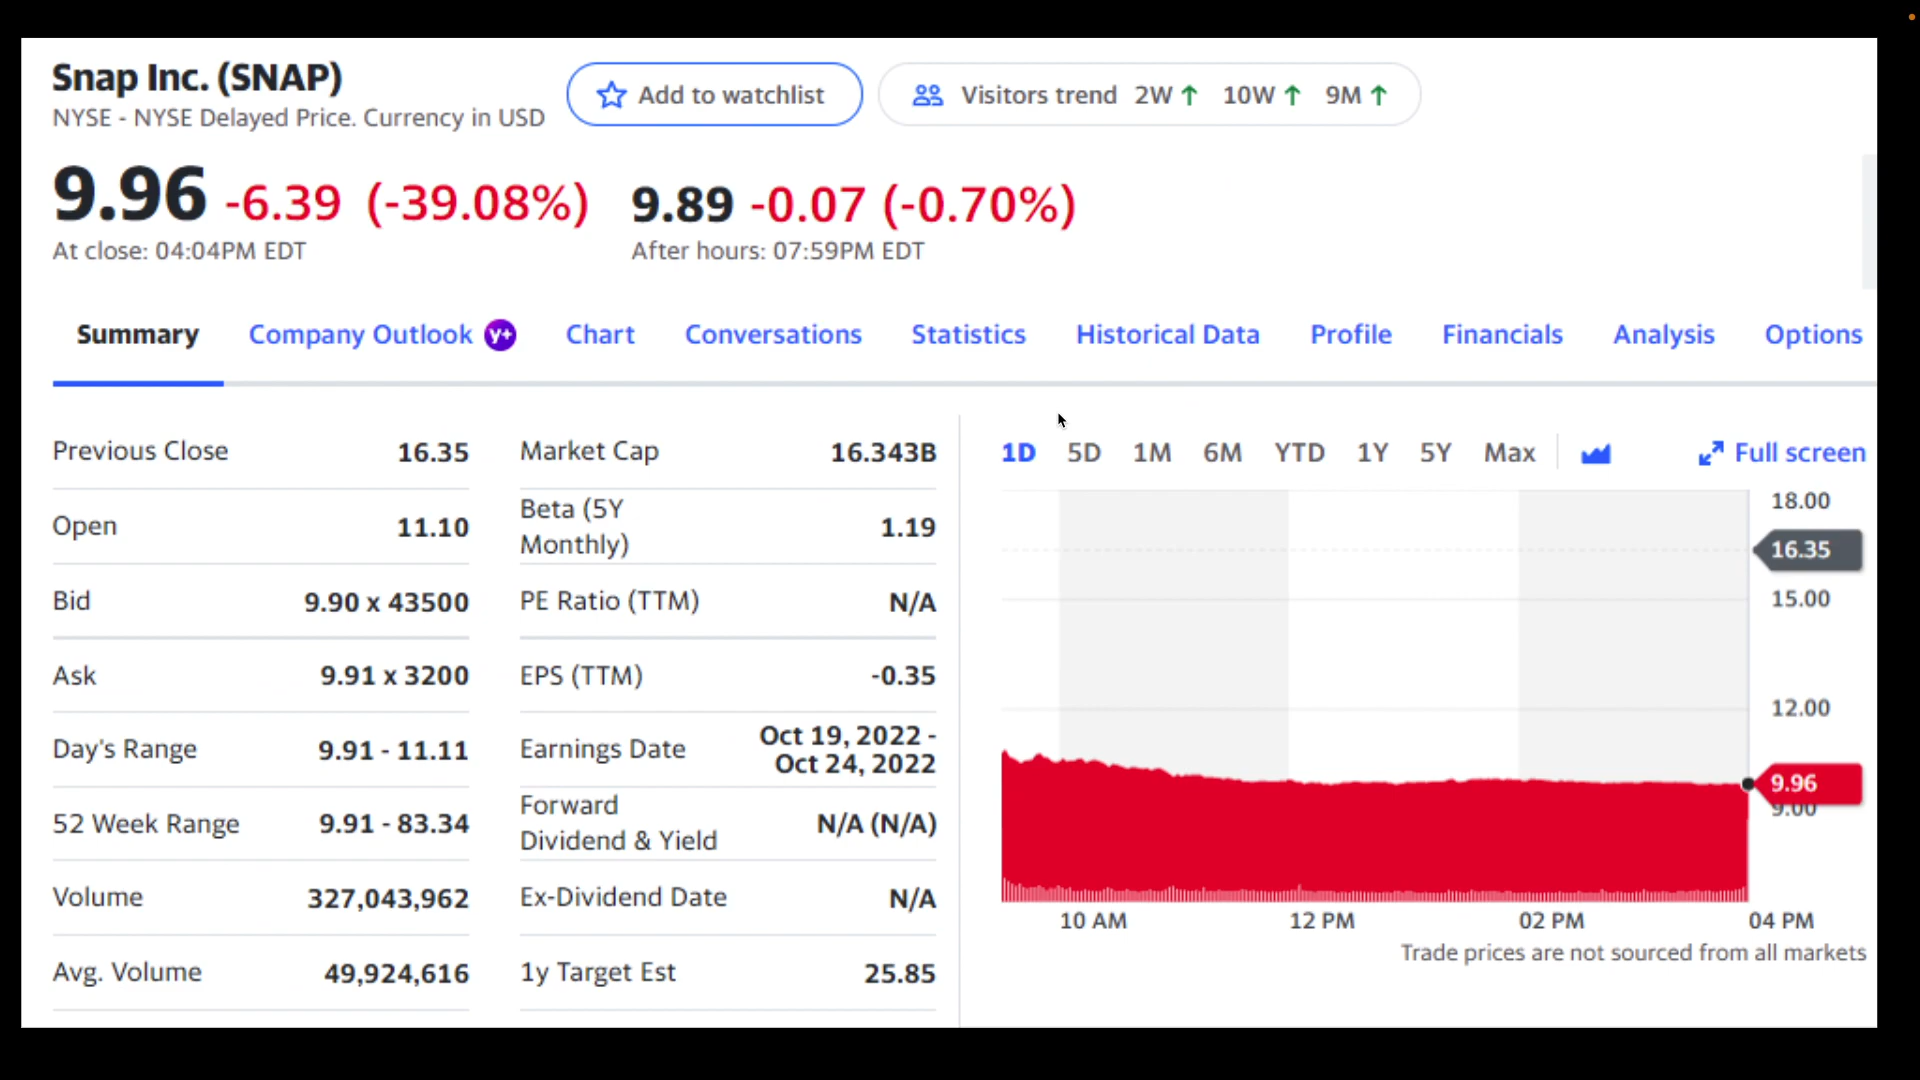 Snap Inc. (SNAP)
NYSE - NYSE Delayed Price. Currency in USD
Add to watchlist
Visitors trend 2W ↑ 10W ↑ 9M ↑
9.96 -6.39 (-39.08%)
At close: 04:04PM EDT
9.89 -0.07 (-0.70%)
After hours: 07:59PM EDT
Summary Company Outlook y+ Chart Conversations Statistics Historical Data Profile Financials Analysis Options
Previous Close 16.35
Open 11.10
Bid 9.90 x 43500
Ask 9.91 x 3200
Day's Range 9.91 - 11.11
52 Week Range 9.91 - 83.34
Volume 327,043,962
Avg. Volume 49,924,616
Market Cap 16.343B
Beta (5Y
Monthly) 1.19
PE Ratio (TTM) N/A
EPS (TTM) -0.35
Earnings Date Oct 19, 2022 -
Oct 24, 2022
Forward
Dividend & Yield N/A (N/A)
Ex-Dividend Date N/A
1y Target Est 25.85
1D 5D 1M 6M YTD 1Y 5Y Max Full screen
18.00
16.35
15.00
12.00
9.96
9.00
10 AM 12 PM 02 PM 04 PM
Trade prices are not sourced from all markets